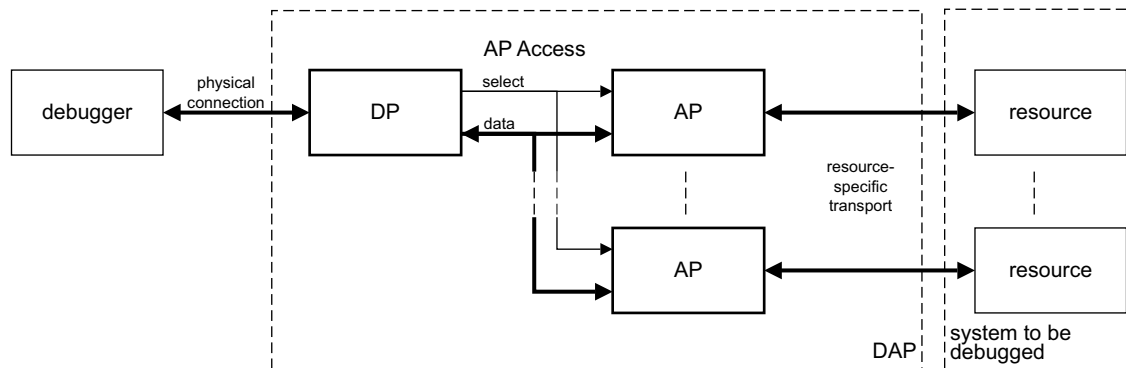 AP Access
physical
connection
select
debugger
DP
data
AP
resource
resource-
specific
transport
AP
resource
DAP
system to be
debugged